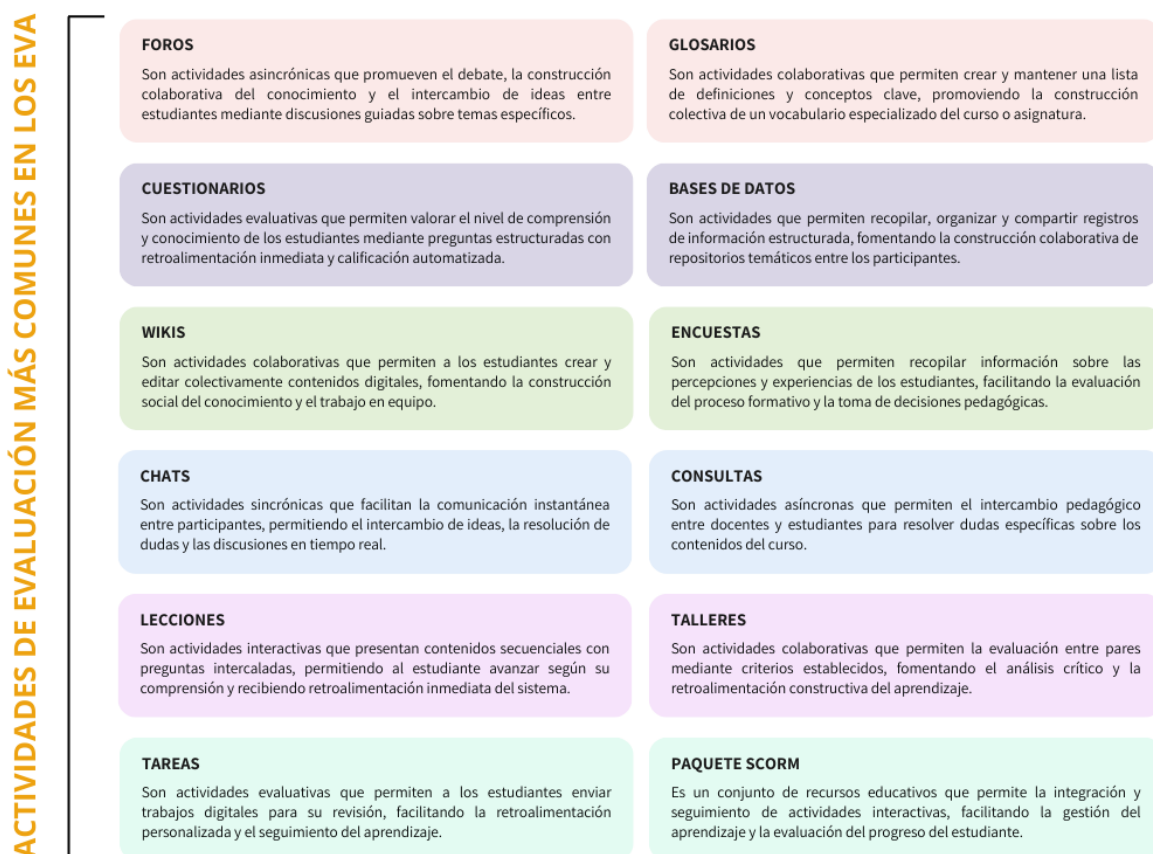 ACTIVIDADES DE EVALUACIÓN MÁS COMUNES EN LOS EVA
FOROS
Son actividades asincrónicas que promueven el debate, la construcción
colaborativa del conocimiento y el intercambio de ideas entre
estudiantes mediante discusiones guiadas sobre temas específicos.
GLOSARIOS
Son actividades colaborativas que permiten crear y mantener una lista
de definiciones y conceptos clave, promoviendo la construcción
colectiva de un vocabulario especializado del curso o asignatura.
CUESTIONARIOS
Son actividades evaluativas que permiten valorar el nivel de comprensión
y conocimiento de los estudiantes mediante preguntas estructuradas con
retroalimentación inmediata y calificación automatizada.
BASES DE DATOS
Son actividades que permiten recopilar, organizar y compartir registros
de información estructurada, fomentando la construcción colaborativa de
repositorios temáticos entre los participantes.
WIKIS
Son actividades colaborativas que permiten a los estudiantes crear y
editar colectivamente contenidos digitales, fomentando la construcción
social del conocimiento y el trabajo en equipo.
ENCUESTAS
Son actividades que permiten recopilar información sobre las
percepciones y experiencias de los estudiantes, facilitando la evaluación
del proceso formativo y la toma de decisiones pedagógicas.
CHATS
Son actividades sincrónicas que facilitan la comunicación instantánea
entre participantes, permitiendo el intercambio de ideas, la resolución de
dudas y las discusiones en tiempo real.
CONSULTAS
Son actividades asíncronas que permiten el intercambio pedagógico
entre docentes y estudiantes para resolver dudas específicas sobre los
contenidos del curso.
LECCIONES
Son actividades interactivas que presentan contenidos secuenciales con
preguntas intercaladas, permitiendo al estudiante avanzar según su
comprensión y recibiendo retroalimentación inmediata del sistema.
TALLERES
Son actividades colaborativas que permiten la evaluación entre pares
mediante criterios establecidos, fomentando el análisis crítico y la
retroalimentación constructiva del aprendizaje.
TAREAS
Son actividades evaluativas que permiten a los estudiantes enviar
trabajos digitales para su revisión, facilitando la retroalimentación
personalizada y el seguimiento del aprendizaje.
PAQUETE SCORM
Es un conjunto de recursos educativos que permite la integración y
seguimiento de actividades interactivas, facilitando la gestión del
aprendizaje y la evaluación del progreso del estudiante.